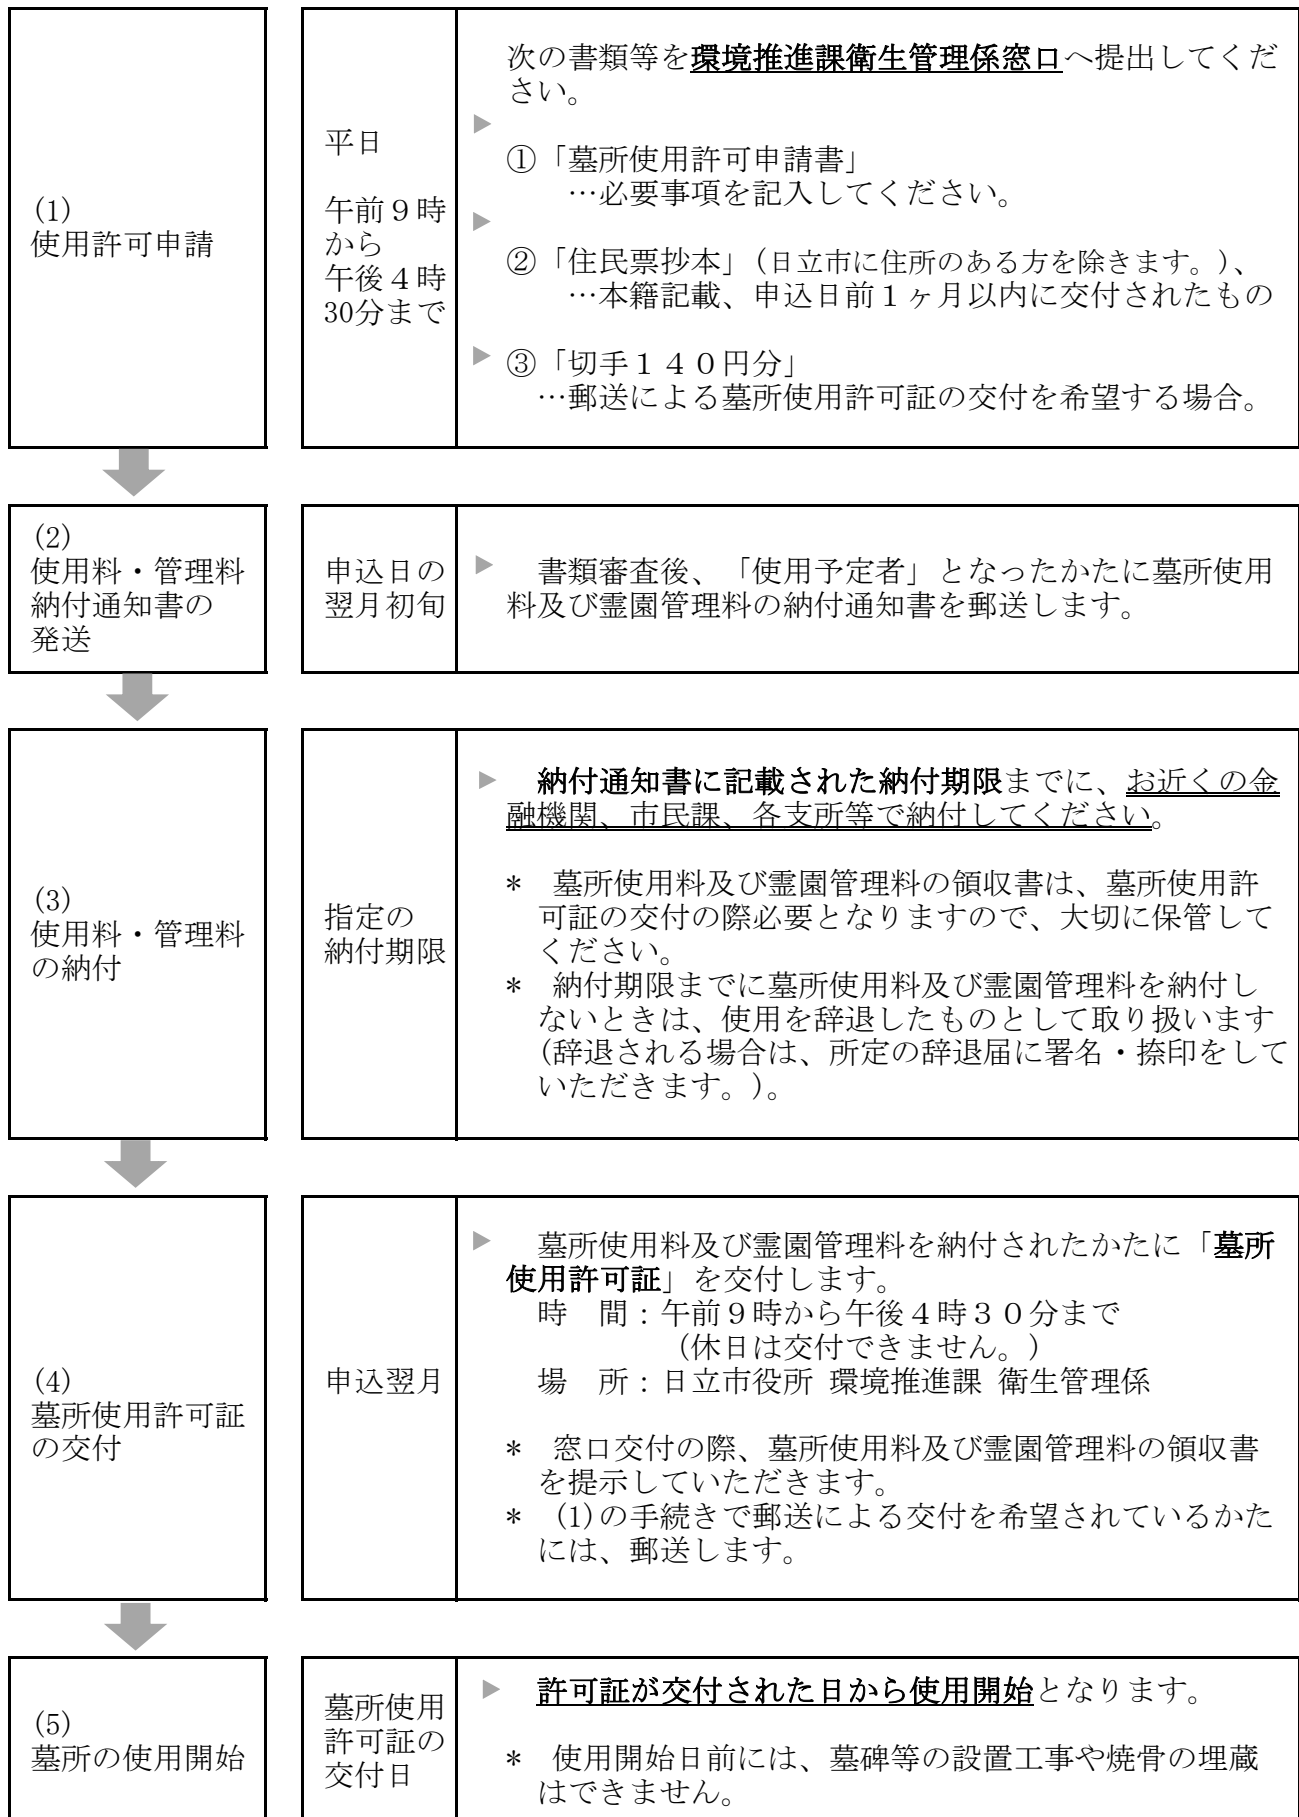 (1)
使用許可申請
平日
午前９時
から
午後４時
30分まで
次の書類等を環境推進課衛生管理係窓口へ提出してくだ
さい。
①「墓所使用許可申請書」
…必要事項を記入してください。
②「住民票抄本」(日立市に住所のある方を除きます。)、
…本籍記載、申込日前１ヶ月以内に交付されたもの
③「切手１４０円分」
…郵送による墓所使用許可証の交付を希望する場合。
(2)
使用料・管理料
納付通知書の
発送
申込日の
翌月初旬
書類審査後、「使用予定者」となったかたに墓所使用
料及び霊園管理料の納付通知書を郵送します。
(3)
使用料・管理料
の納付
指定の
納付期限
納付通知書に記載された納付期限までに、お近くの金
融機関、市民課、各支所等で納付してください。
* 墓所使用料及び霊園管理料の領収書は、墓所使用許
可証の交付の際必要となりますので、大切に保管して
ください。
* 納付期限までに墓所使用料及び霊園管理料を納付し
ないときは、使用を辞退したものとして取り扱います
(辞退される場合は、所定の辞退届に署名・捺印をして
いただきます。)。
(4)
墓所使用許可証
の交付
申込翌月
墓所使用料及び霊園管理料を納付されたかたに「墓所
使用許可証」を交付します。
時　間：午前９時から午後４時３０分まで
(休日は交付できません。)
場　所：日立市役所 環境推進課 衛生管理係
* 窓口交付の際、墓所使用料及び霊園管理料の領収書
を提示していただきます。
* (1)の手続きで郵送による交付を希望されているかた
には、郵送します。
(5)
墓所の使用開始
墓所使用
許可証の
交付日
許可証が交付された日から使用開始となります。
* 使用開始日前には、墓碑等の設置工事や焼骨の埋蔵
はできません。